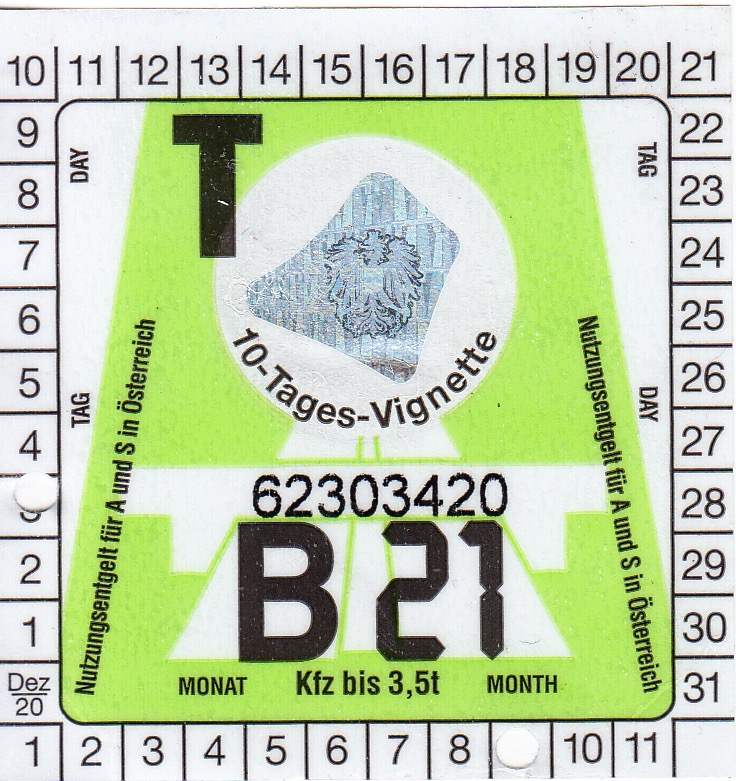 10 11 12 13 14 15 16 17 18 19 20 21
9 22
8 23
7 24
6 25
5 26
4 27
28
2 29
1 30
Dez
20
31
1 2 3 4 5 6 7 8 10 11
DAY
TAG
T
10-Tages-Vignette
TAG
DAY
Nutzungsentgelt für A und S in Österreich
Nutzungsentgelt für A und S in Österreich
62303420
B 21
MONAT Kfz bis 3,5t MONTH